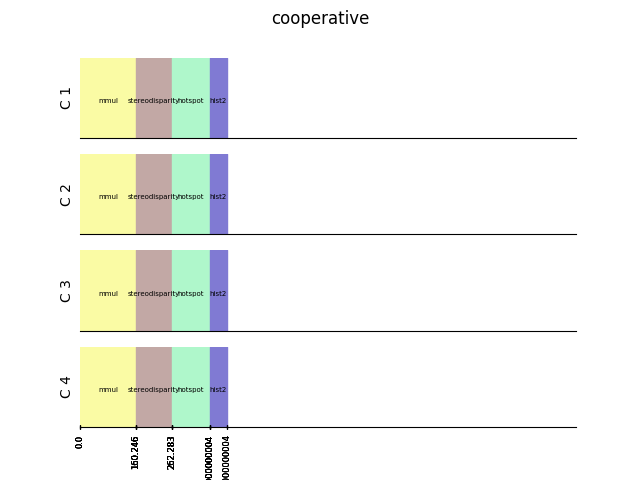 cooperative
C 1
mmul stereodisparity hotspot hist2
C 2
mmul stereodisparity hotspot hist2
C 3
mmul stereodisparity hotspot hist2
C 4
mmul stereodisparity hotspot hist2
0.0
160.246
262.283